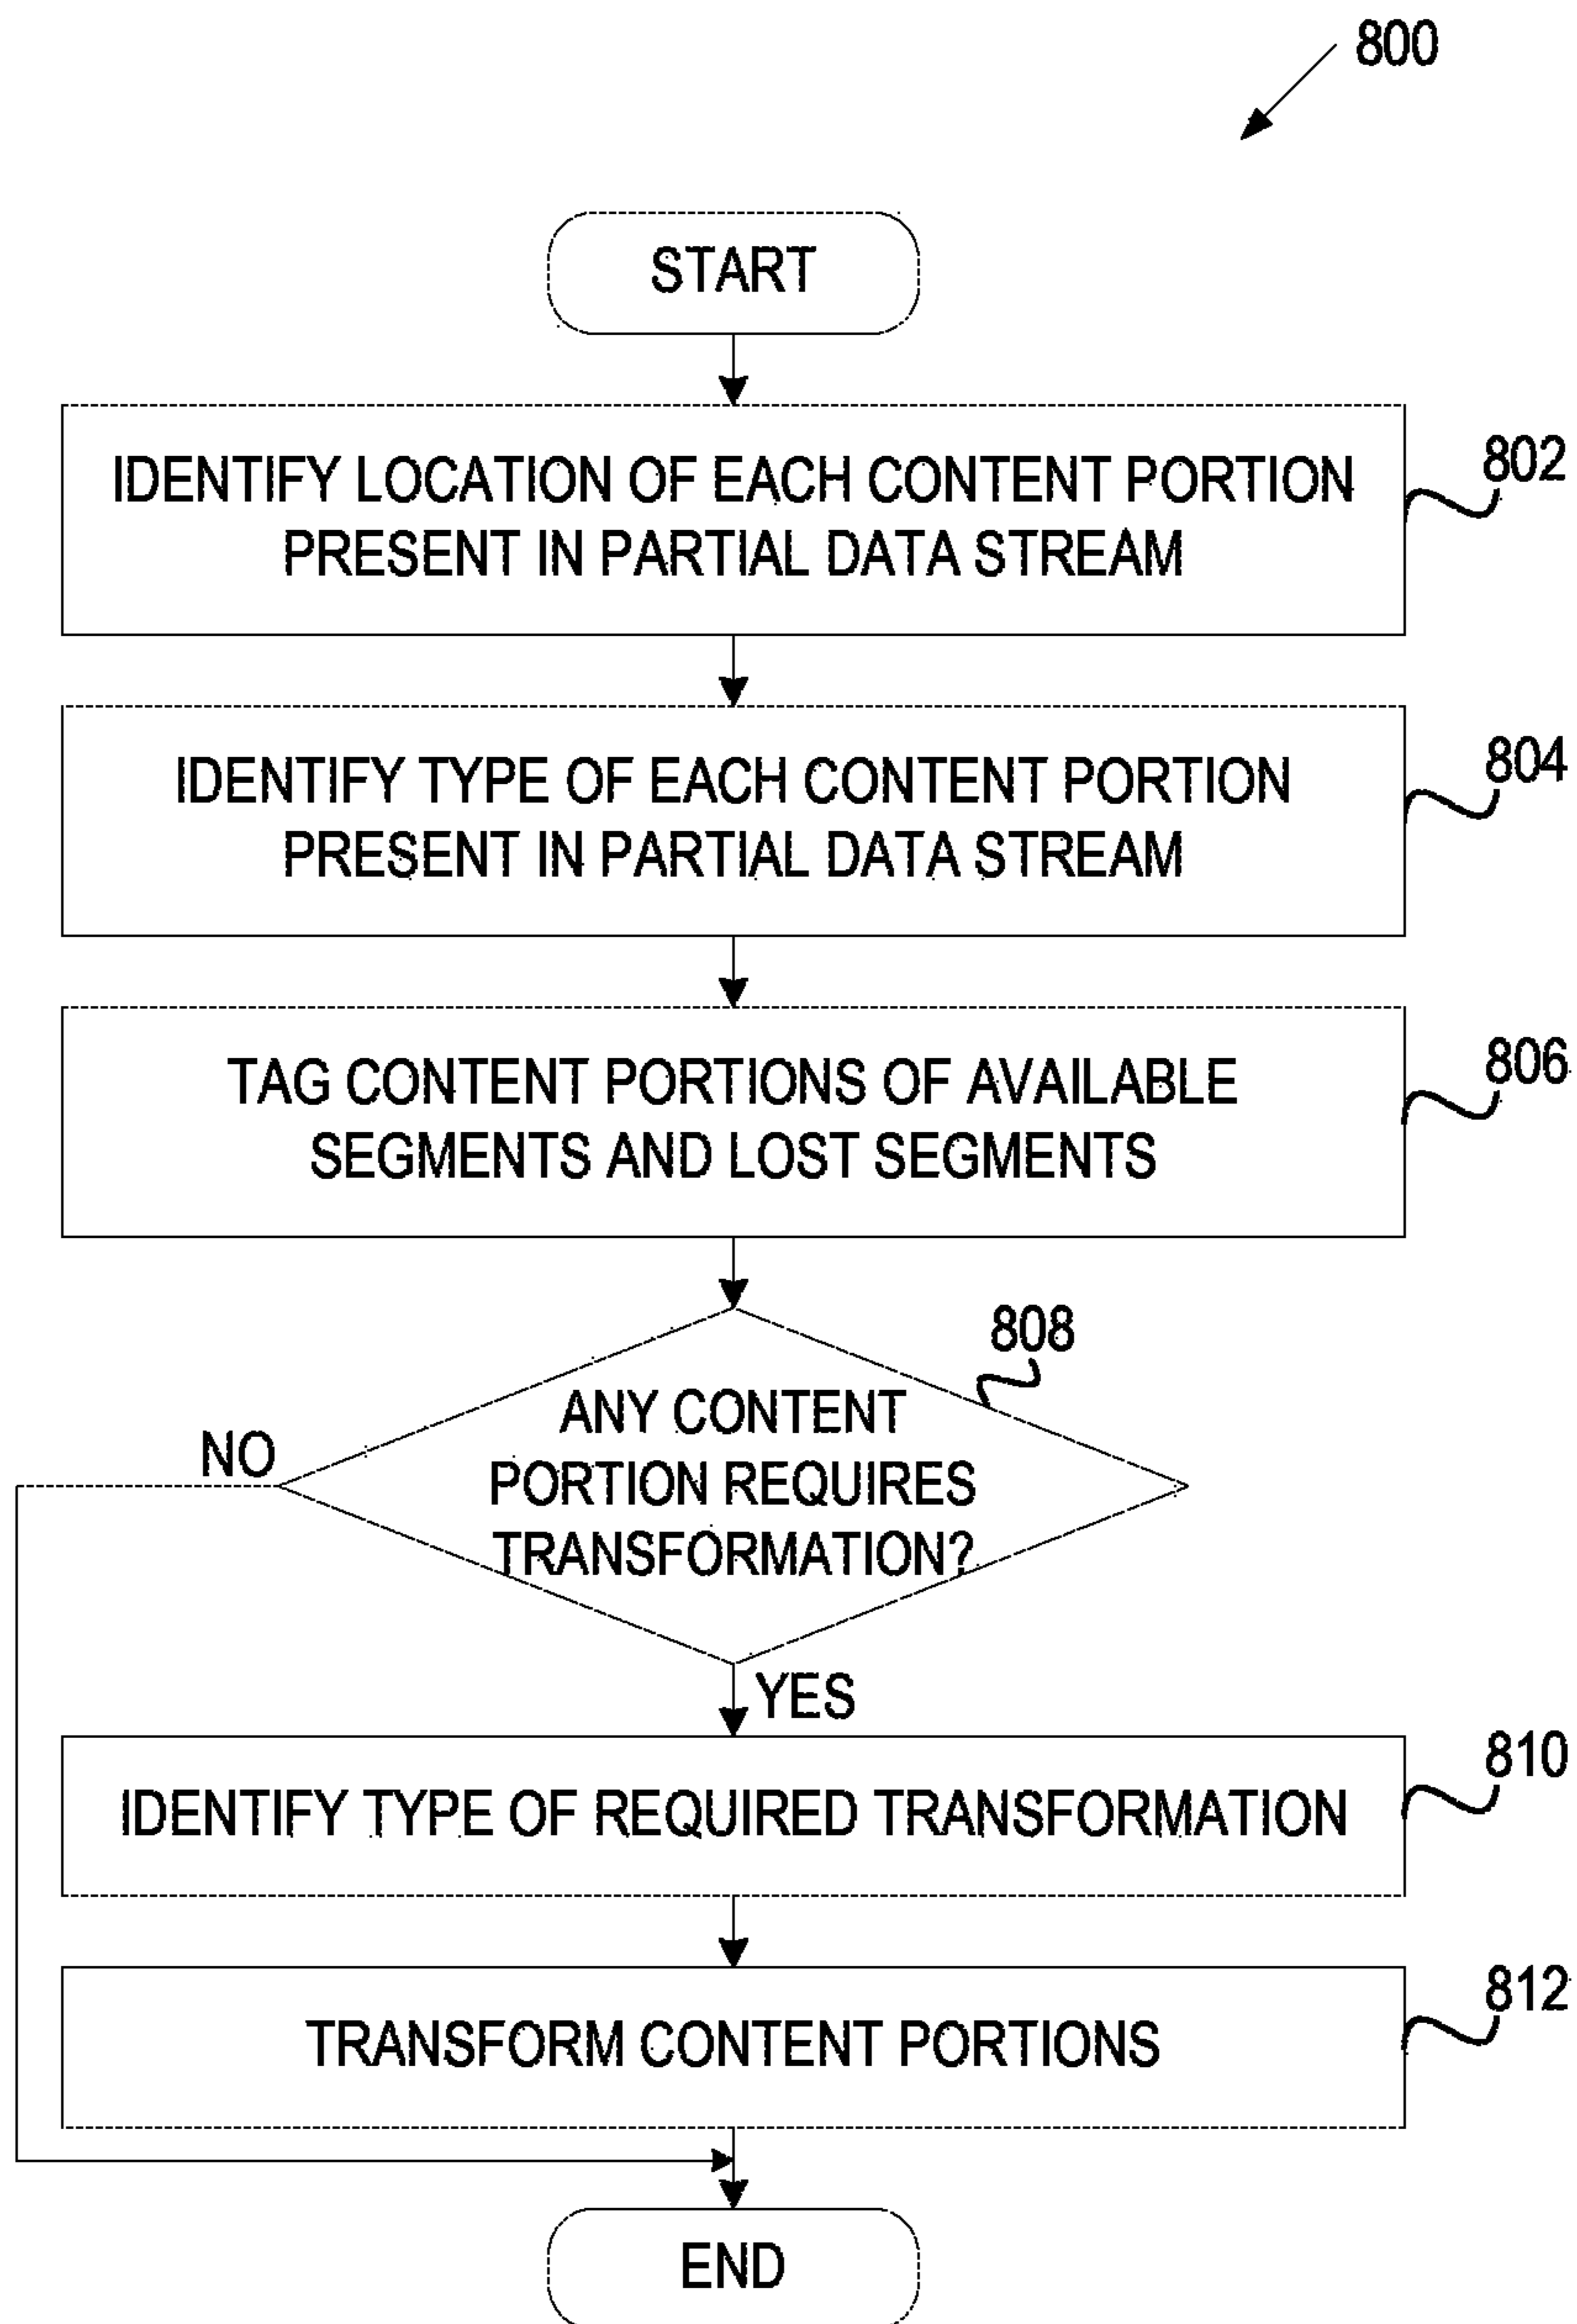 800
START
IDENTIFY LOCATION OF EACH CONTENT PORTION
PRESENT IN PARTIAL DATA STREAM
802
IDENTIFY TYPE OF EACH CONTENT PORTION
PRESENT IN PARTIAL DATA STREAM
804
TAG CONTENT PORTIONS OF AVAILABLE
SEGMENTS AND LOST SEGMENTS
806
808
ANY CONTENT
PORTION REQUIRES
TRANSFORMATION?
NO
YES
IDENTIFY TYPE OF REQUIRED TRANSFORMATION
810
TRANSFORM CONTENT PORTIONS
812
END